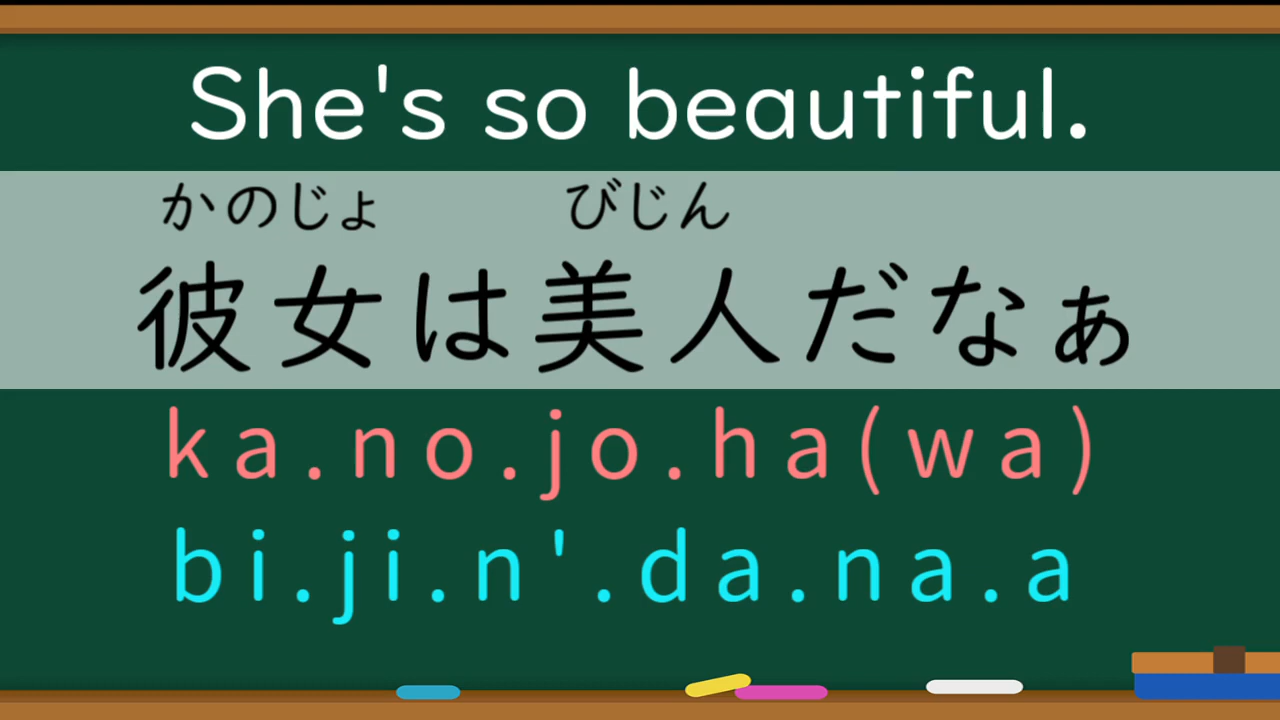 She's so beautiful.
かのじょ びじん
彼女は美人だなぁ
ka.no.jo.ha(wa)
bi.ji.n'.da.na.a